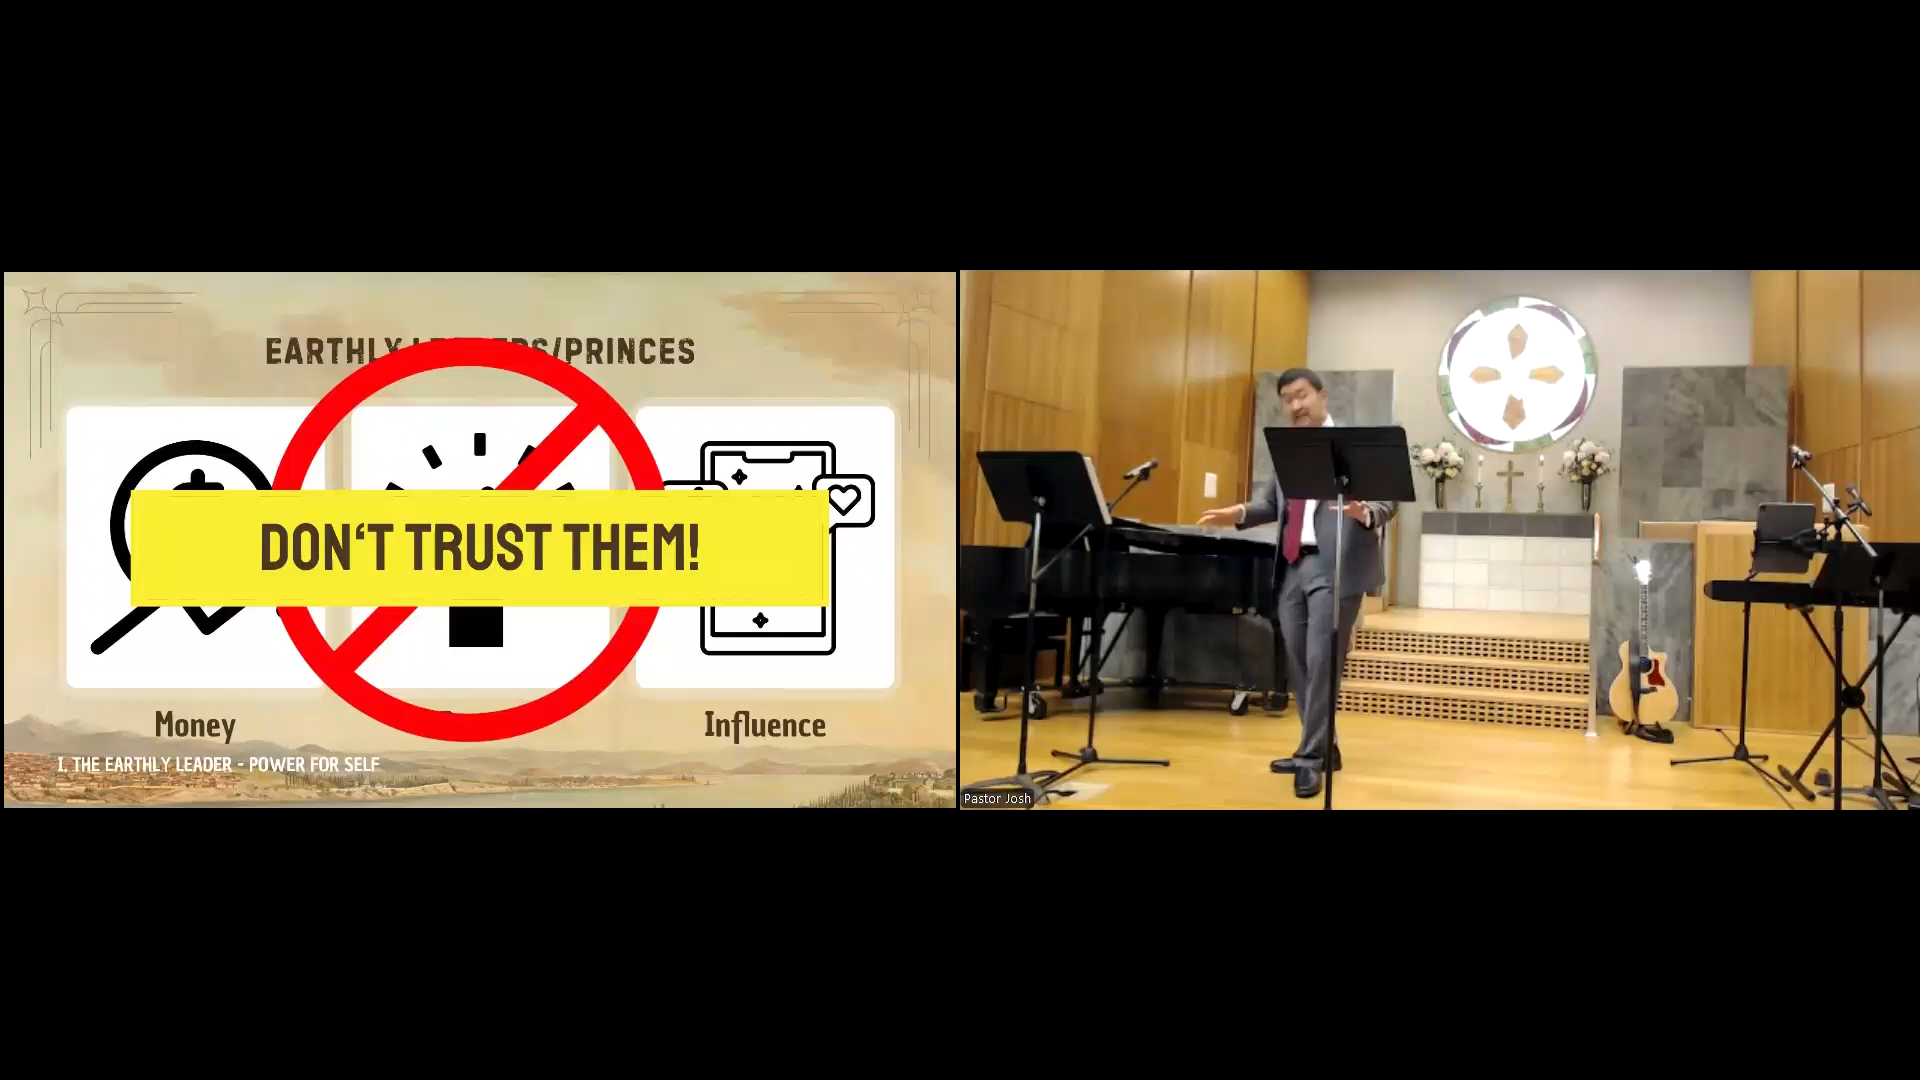 EARTHLY /PRINCES
DON‘T TRUST THEM!
Money
Influence
I. THE EARTHLY LEADER - POWER FOR SELF
Pastor Josh